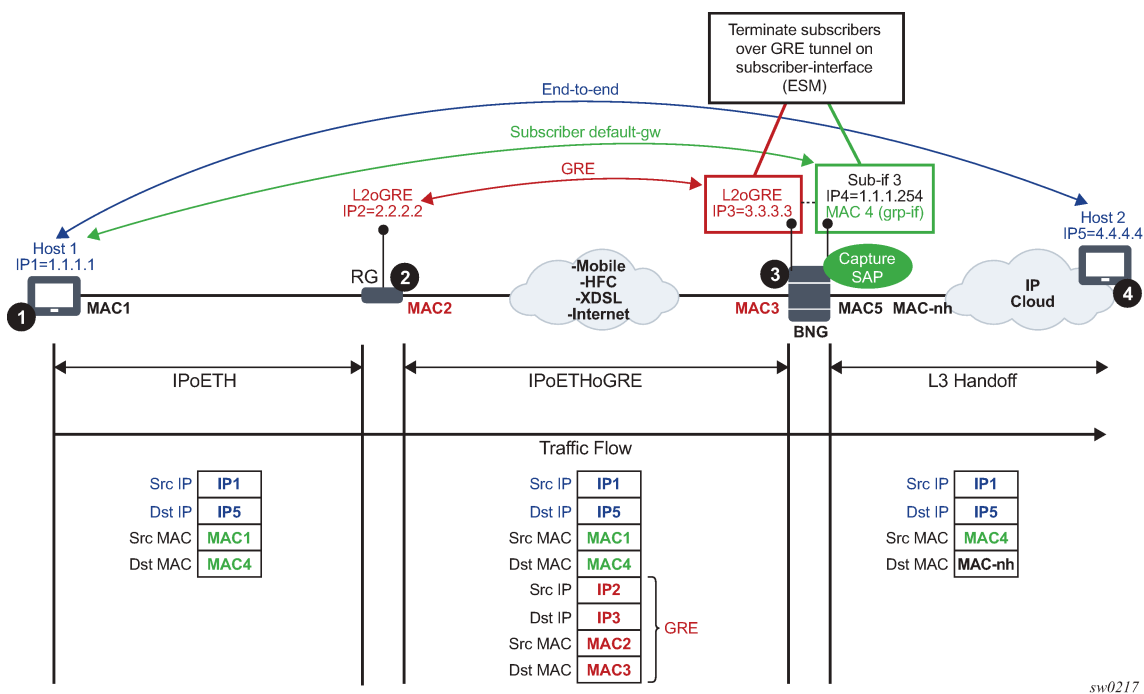 Terminate subscribers
over GRE tunnel on
subscriber-interface
(ESM)
End-to-end
Subscriber default-gw
GRE
L2oGRE
IP2=2.2.2.2
L2oGRE
IP3=3.3.3.3
Sub-if 3
IP4=1.1.1.254
MAC 4 (grp-if)
Host 1
IP1=1.1.1.1
Host 2
IP5=4.4.4.4
RG
1
2
3
4
Capture
SAP
-Mobile
-HFC
-XDSL
-Internet
IP
Cloud
MAC1
MAC2
MAC3
BNG
MAC5
MAC-nh
IPoETH
IPoETHoGRE
L3 Handoff
Traffic Flow
Src IP IP1
Dst IP IP5
Src MAC MAC1
Dst MAC MAC4
Src IP IP1
Dst IP IP5
Src MAC MAC1
Dst MAC MAC4
Src IP IP2
Dst IP IP3
Src MAC MAC2
Dst MAC MAC3
GRE
Src IP IP1
Dst IP IP5
Src MAC MAC4
Dst MAC MAC-nh
sw0217